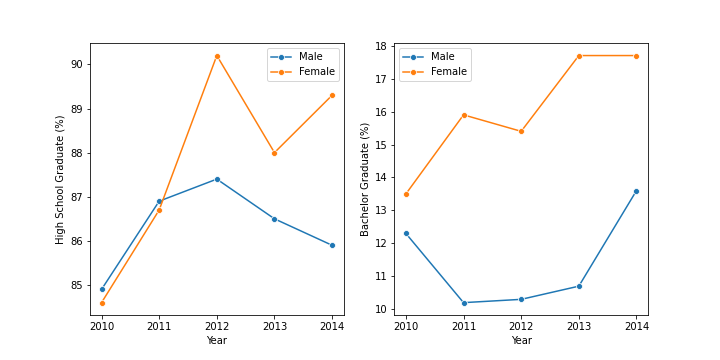 Male
Female
High School Graduate (%)
90
89
88
87
86
85
2010 2011 2012 2013 2014
Year
Male
Female
Bachelor Graduate (%)
18
17
16
15
14
13
12
11
10
2010 2011 2012 2013 2014
Year